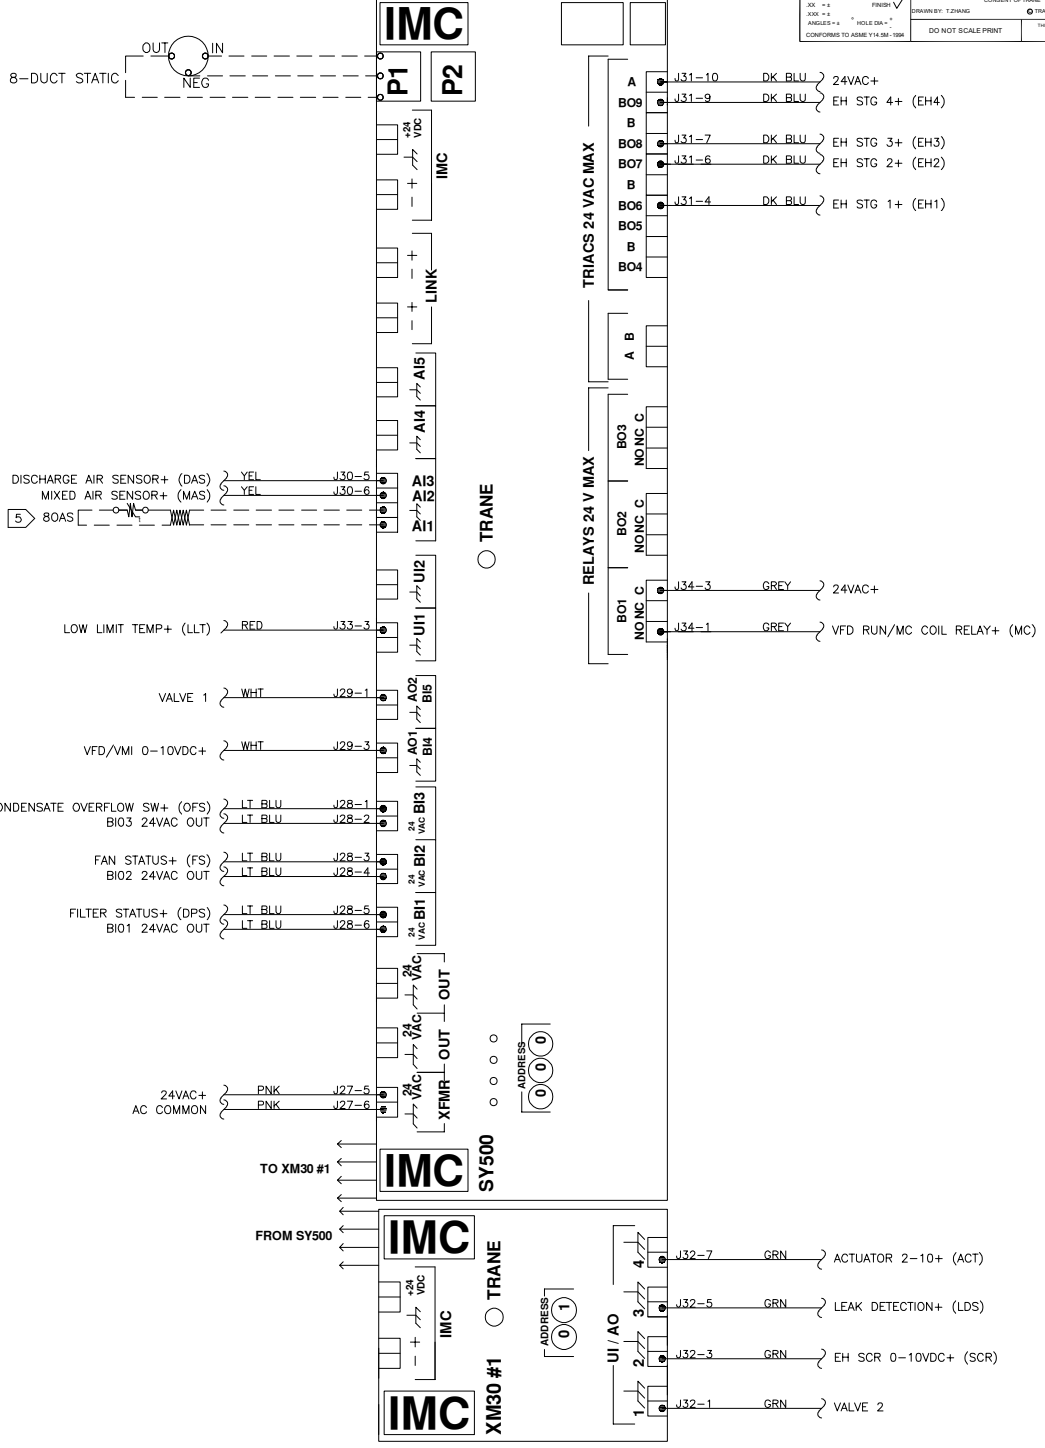 .XX = ±
.XXX = ±
ANGLES = ± ° HOLE DIA =
CONFORMS TO ASME Y14.5M-1994
FINISH
DRAWN BY: T.ZHANG
DO NOT SCALE PRINT
IMC
P1
P2
OUT
IN
NEG
8-DUCT STATIC
+24 VDC
+
−
IMC
+
−
+
−
LINK
AI5
AI4
AI3
AI2
AI1
DISCHARGE AIR SENSOR+ (DAS) YEL J30-5
MIXED AIR SENSOR+ (MAS) YEL J30-6
5 80AS
TRANE
UI2
UI1
LOW LIMIT TEMP+ (LLT) RED J33-3
AO2
BI5
VALVE 1 WHT J29-1
AO1
BI4
VFD/VMI 0-10VDC+ WHT J29-3
ONDENSATE OVERFLOW SW+ (OFS) LT BLU J28-1
BI03 24VAC OUT LT BLU J28-2
24 VAC BI3
FAN STATUS+ (FS) LT BLU J28-3
BI02 24VAC OUT LT BLU J28-4
24 VAC BI2
FILTER STATUS+ (DPS) LT BLU J28-5
BI01 24VAC OUT LT BLU J28-6
24 VAC BI1
24 VAC
OUT
24 VAC
OUT
24VAC+ PNK J27-5
AC COMMON PNK J27-6
24 VAC
XFMR
ADDRESS
0 0 0
TO XM30 #1
IMC
SY500
TRIACS 24 VAC MAX
A J31-10 DK BLU 24VAC+
BO9 J31-9 DK BLU EH STG 4+ (EH4)
B
BO8 J31-7 DK BLU EH STG 3+ (EH3)
BO7 J31-6 DK BLU EH STG 2+ (EH2)
B
BO6 J31-4 DK BLU EH STG 1+ (EH1)
BO5
B
BO4
A B
RELAYS 24 V MAX
BO3
NO NC C
BO2
NO NC C
BO1
NO NC C
J34-3 GREY 24VAC+
J34-1 GREY VFD RUN/MC COIL RELAY+ (MC)
FROM SY500
IMC
+24 VDC
+
−
IMC
TRANE
ADDRESS
0 1
UI / AO
4 J32-7 GRN ACTUATOR 2-10+ (ACT)
3 J32-5 GRN LEAK DETECTION+ (LDS)
2 J32-3 GRN EH SCR 0-10VDC+ (SCR)
1 J32-1 GRN VALVE 2
IMC
XM30 #1